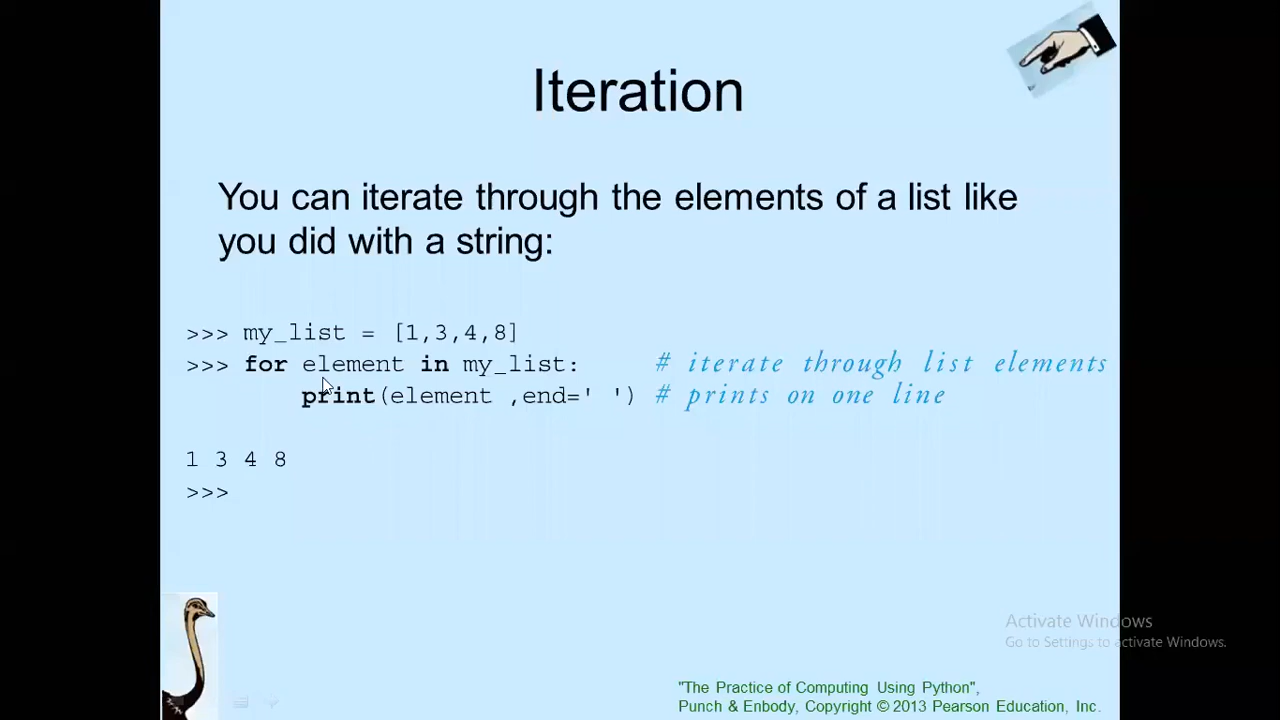 Iteration
You can iterate through the elements of a list like
you did with a string:
>>> my_list = [1,3,4,8]
>>> for element in my_list: # iterate through list elements
print(element ,end=' ') # prints on one line
1 3 4 8
>>>
Activate Windows
Go to Settings to activate Windows.
"The Practice of Computing Using Python",
Punch & Enbody, Copyright © 2013 Pearson Education, Inc.